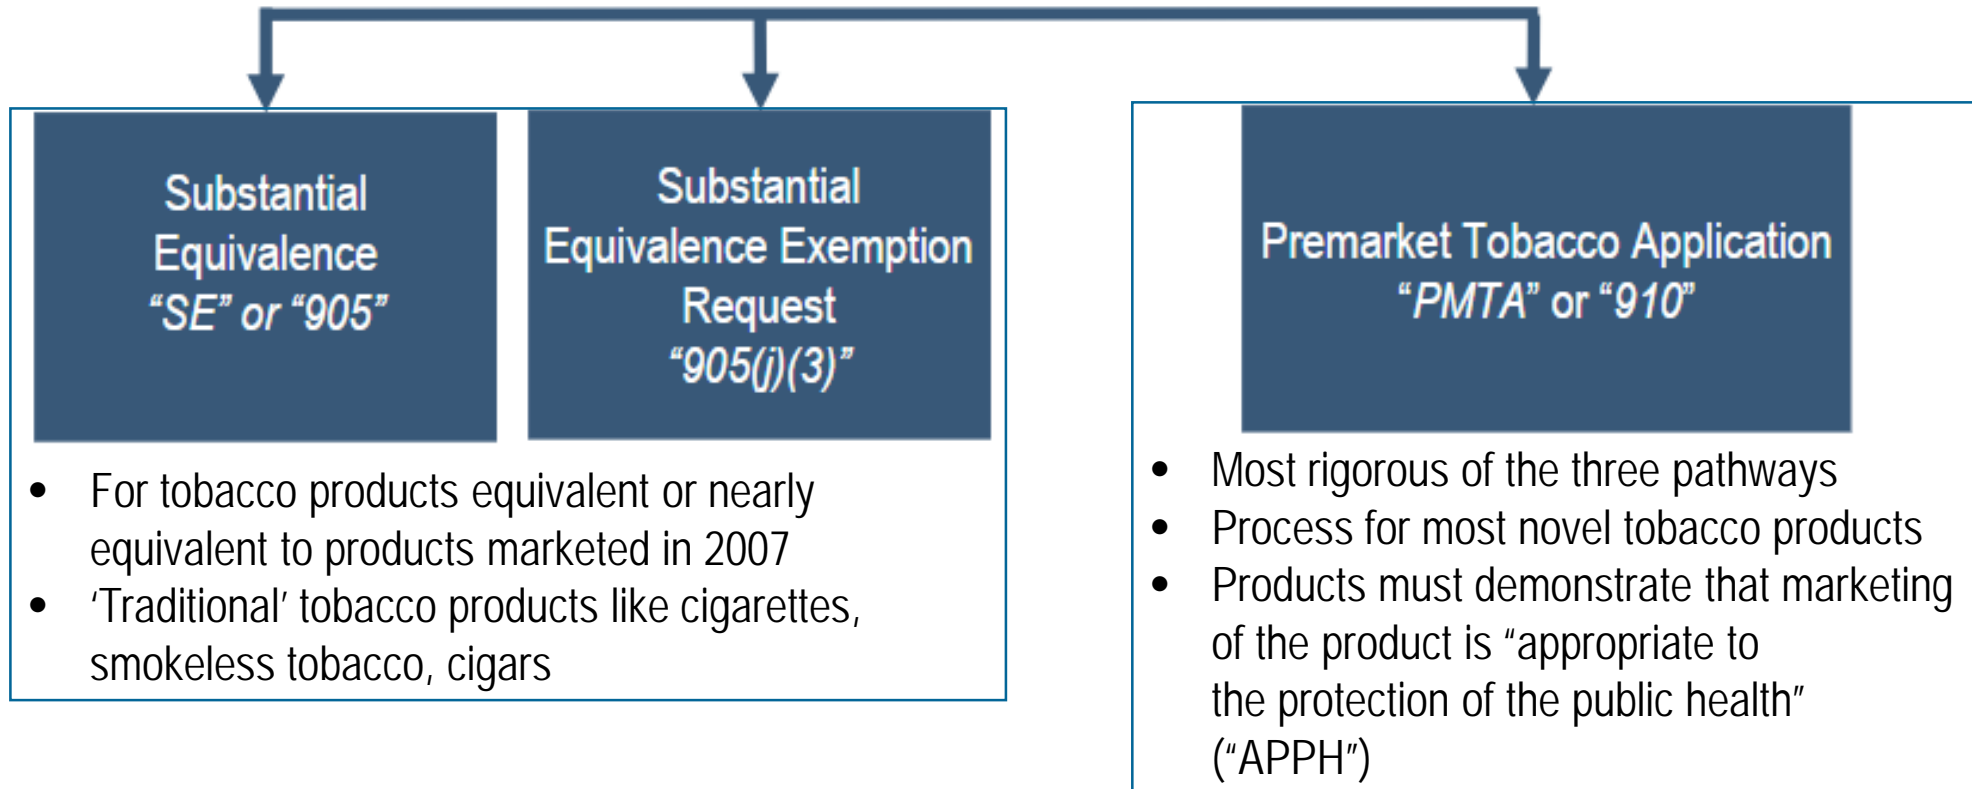 Substantial
Equivalence
“SE” or “905”
Substantial
Equivalence Exemption
Request
“905(j)(3)”
• For tobacco products equivalent or nearly
equivalent to products marketed in 2007
• ‘Traditional’ tobacco products like cigarettes,
smokeless tobacco, cigars
Premarket Tobacco Application
“PMTA” or “910”
• Most rigorous of the three pathways
• Process for most novel tobacco products
• Products must demonstrate that marketing
of the product is “appropriate to
the protection of the public health”
(“APPH”)